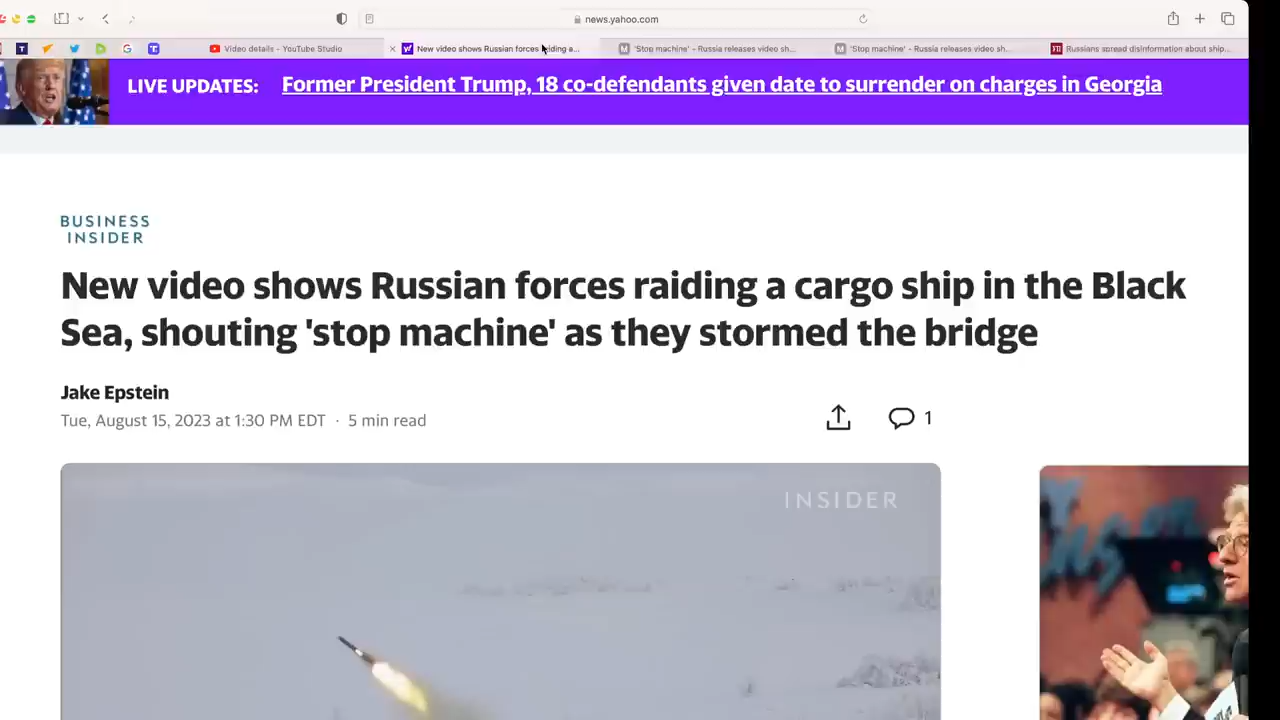 news.yahoo.com
Video details - YouTube Studio
New video shows Russian forces raiding a...
'Stop machine' - Russia releases video sh...
'Stop machine' - Russia releases video sh...
Russians spread disinformation about ship...
LIVE UPDATES: Former President Trump, 18 co-defendants given date to surrender on charges in Georgia
BUSINESS
INSIDER
New video shows Russian forces raiding a cargo ship in the Black
Sea, shouting 'stop machine' as they stormed the bridge
Jake Epstein
Tue, August 15, 2023 at 1:30 PM EDT · 5 min read
1
INSIDER